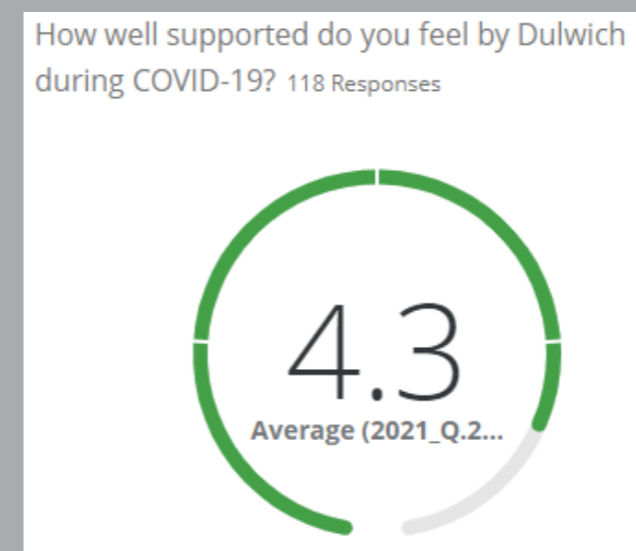 How well supported do you feel by Dulwich
during COVID-19? 118 Responses
4.3
Average (2021_Q.2...